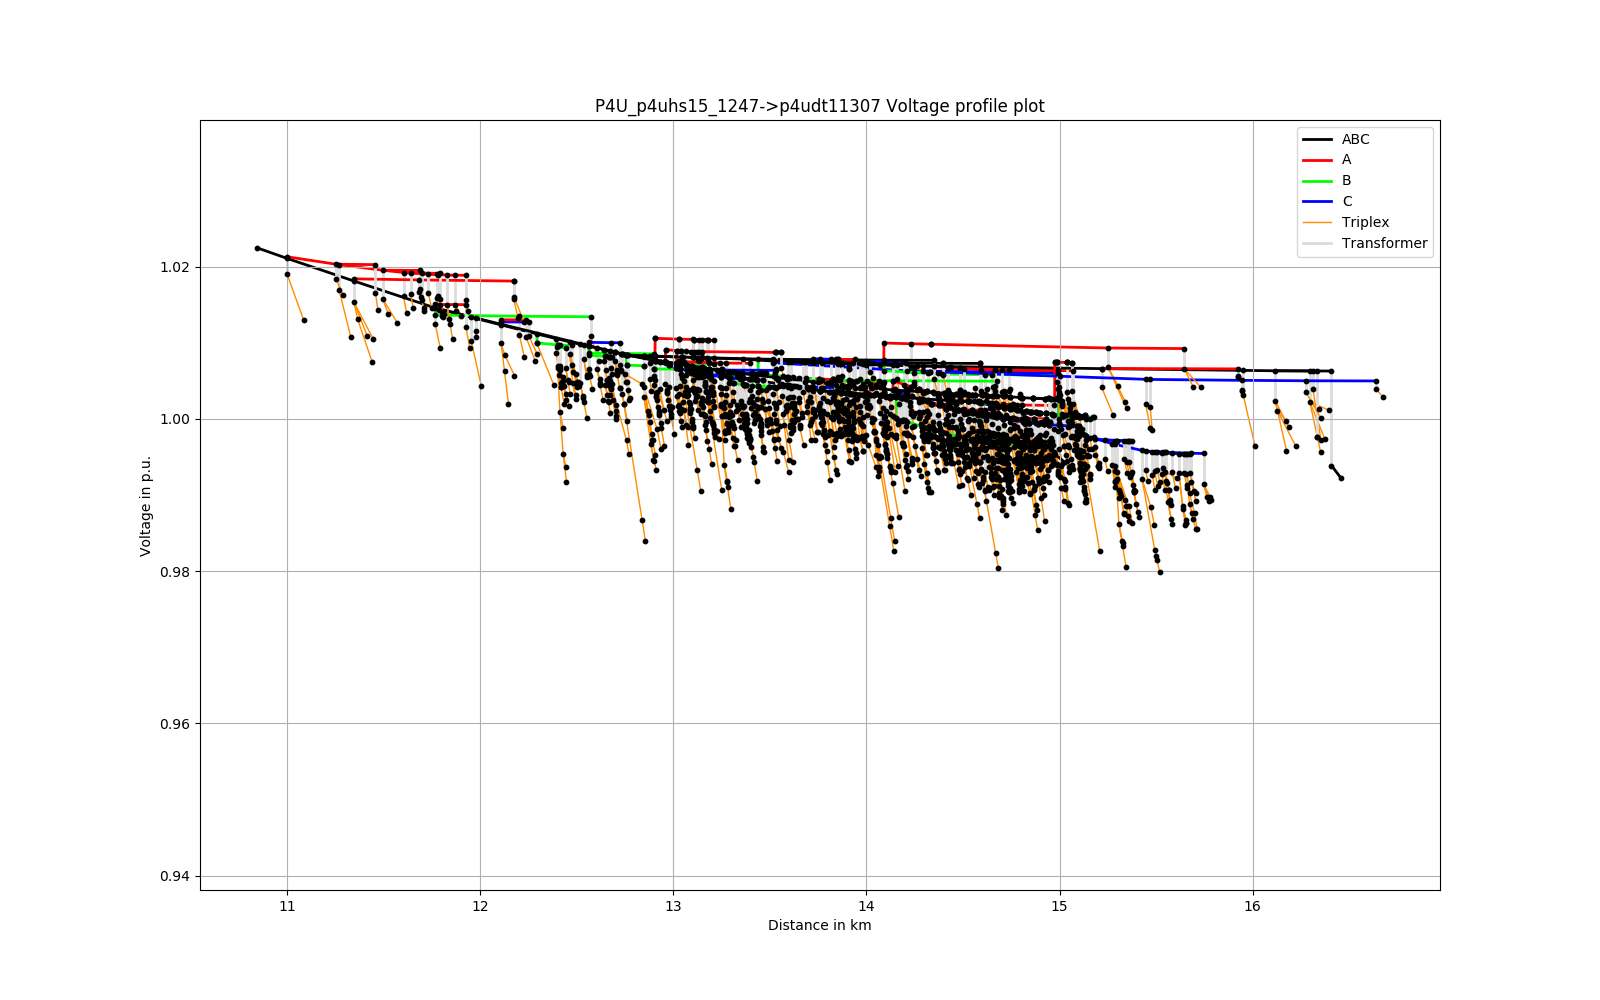 P4U_p4uhs15_1247->p4udt11307 Voltage profile plot
ABC
A
B
C
Triplex
Transformer
1.02
1.00
0.98
0.96
0.94
Voltage in p.u.
11 12 13 14 15 16
Distance in km